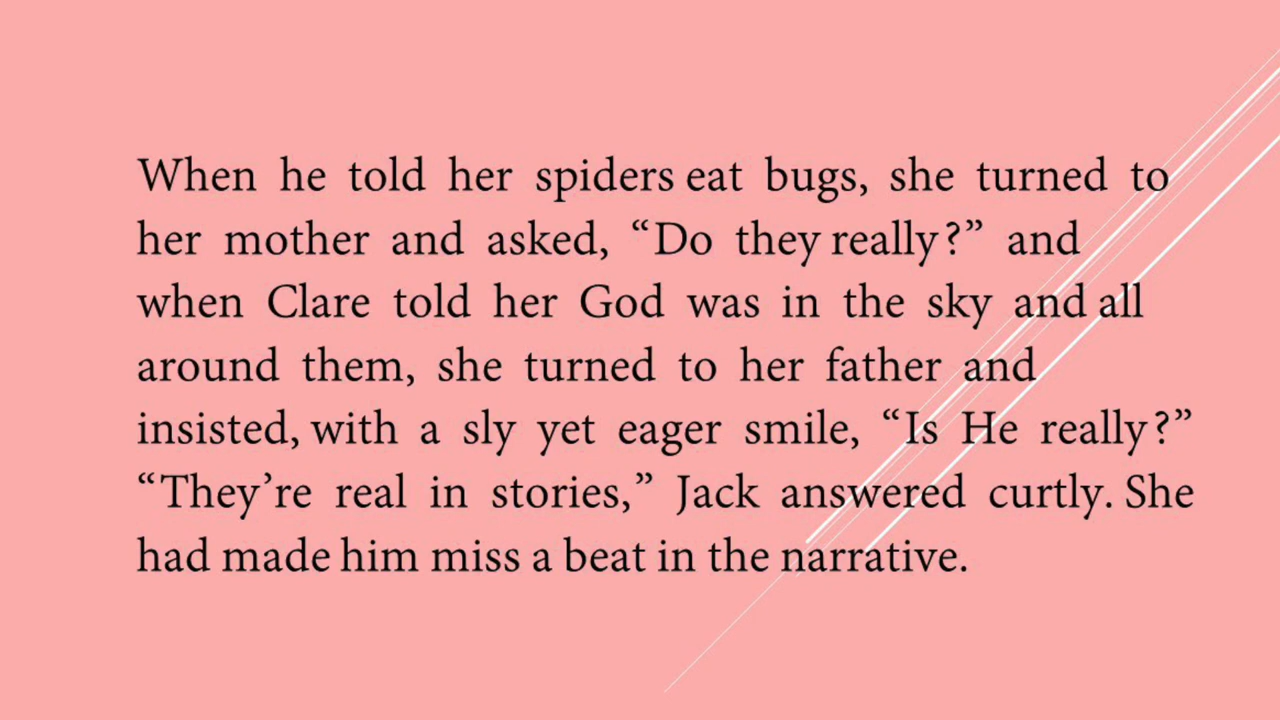 When he told her spiders eat bugs, she turned to
her mother and asked, “Do they really?” and
when Clare told her God was in the sky and all
around them, she turned to her father and
insisted, with a sly yet eager smile, “Is He really?”
“They’re real in stories,” Jack answered curtly. She
had made him miss a beat in the narrative.